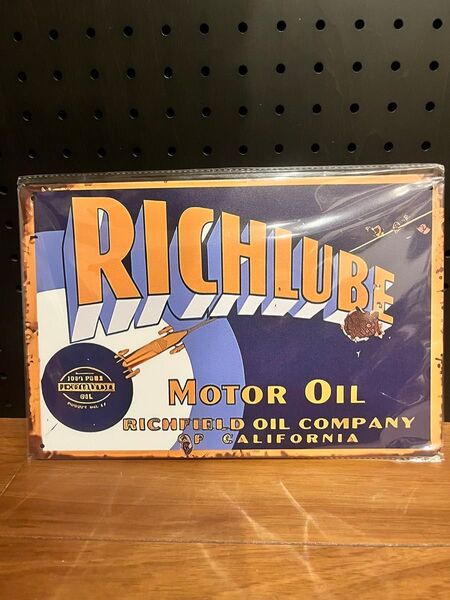 RICHLUBE
MOTOR OIL
RICHFIELD OIL COMPANY
OF CALIFORNIA
100% PURE
OIL